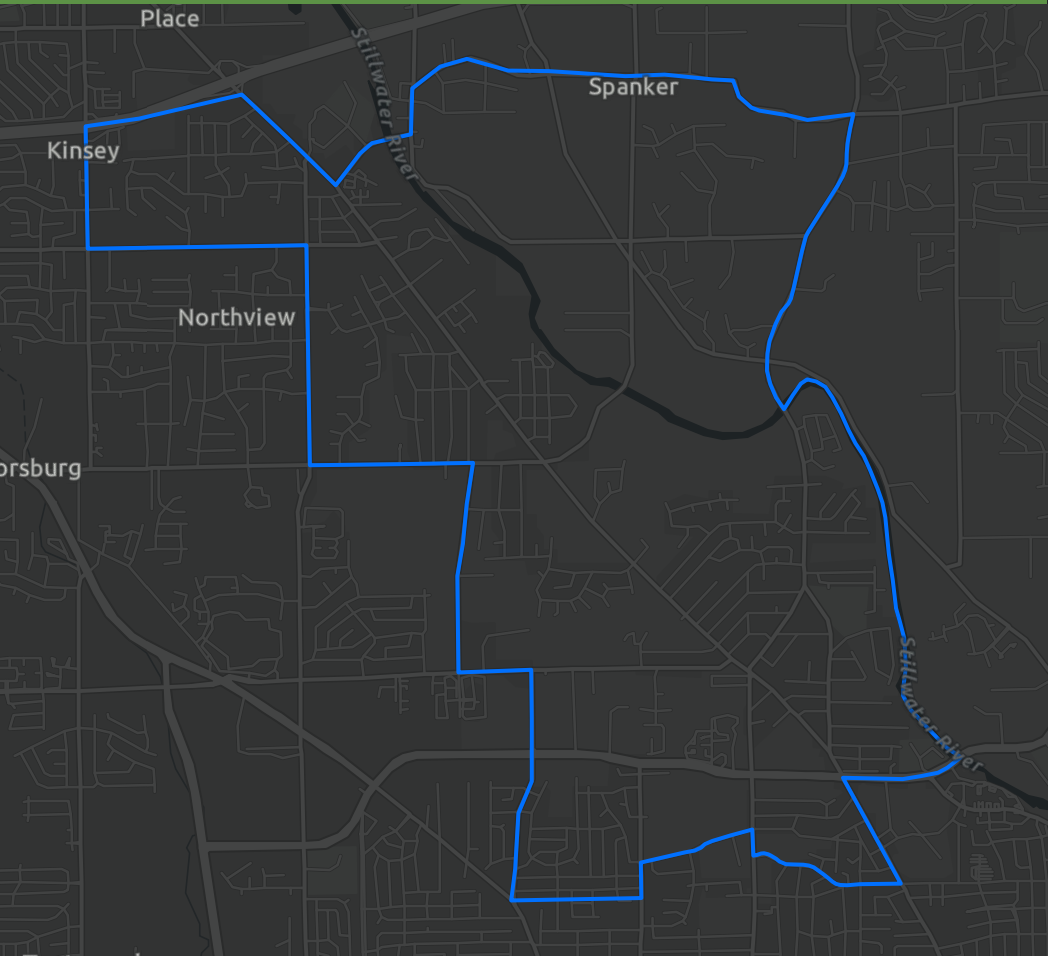 Place
Stillwater River
Spanker
Kinsey
Northview
orsburg
Stillwater River